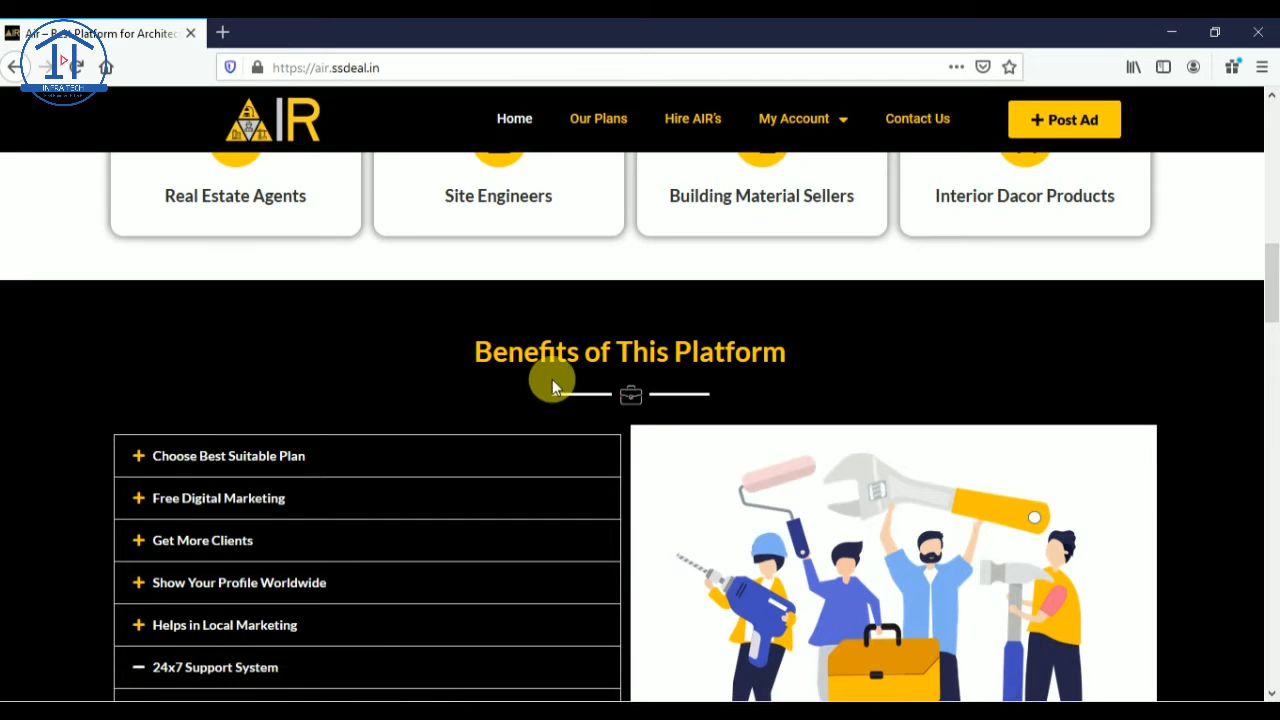 Air – Best Platform for Architec
INFRATECH
https://air.ssdeal.in
AIR
Home
Our Plans
Hire AIR's
My Account
Contact Us
+ Post Ad
Real Estate Agents
Site Engineers
Building Material Sellers
Interior Dacor Products
Benefits of This Platform
Choose Best Suitable Plan
Free Digital Marketing
Get More Clients
Show Your Profile Worldwide
Helps in Local Marketing
24x7 Support System